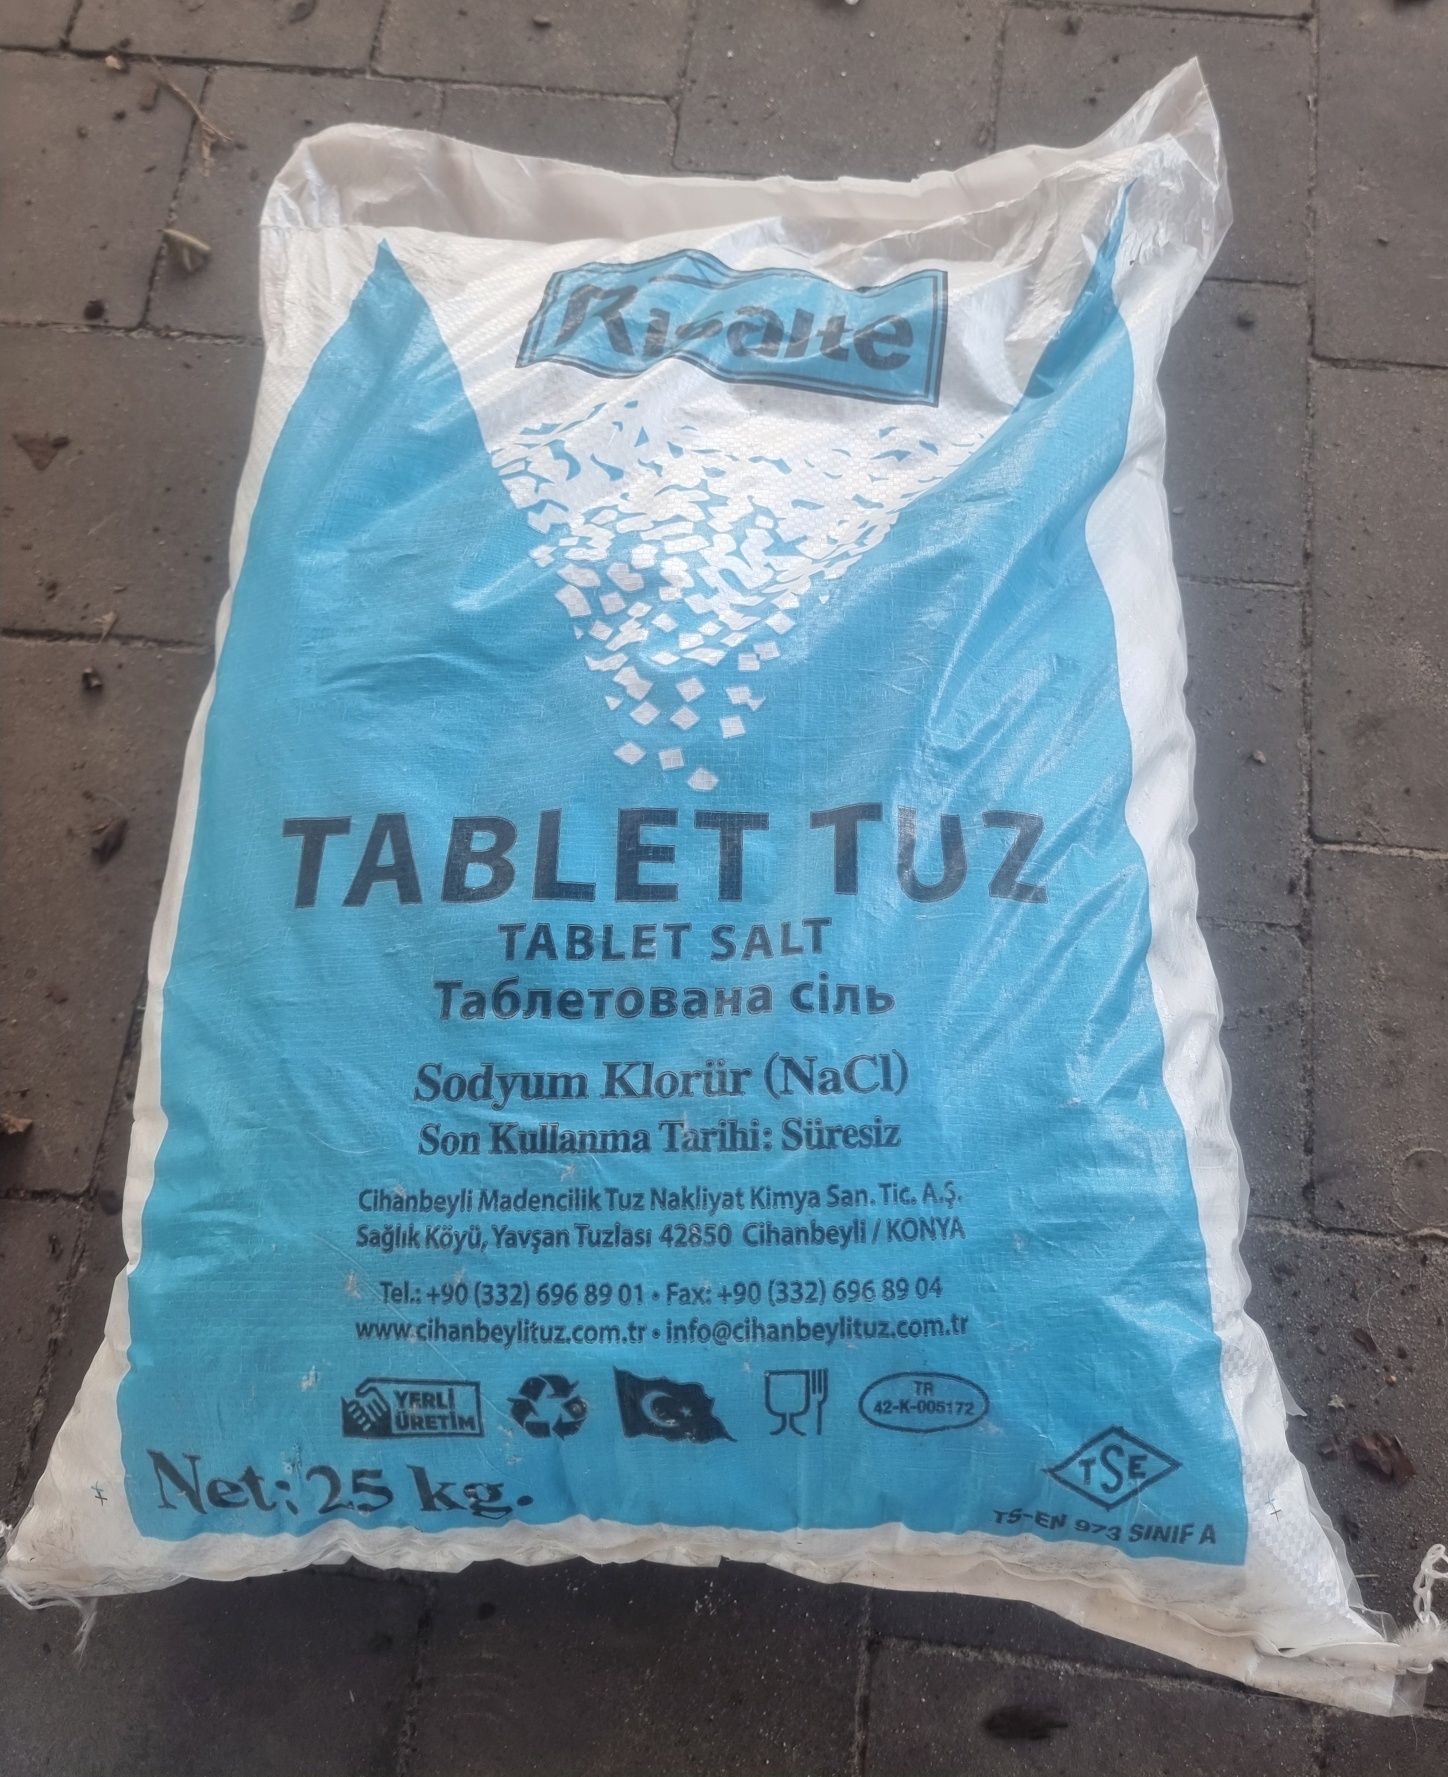 Rısalte
TABLET TUZ
TABLET SALT
Таблетована сіль
Sodyum Klorür (NaCl)
Son Kullanma Tarihi: Süresiz
Cihanbeyli Madencilik Tuz Nakliyat Kimya San. Tic. A.Ş.
Sağlık Köyü, Yavşan Tuzlası 42850 Cihanbeyli / KONYA
Tel.: +90 (332) 696 89 01 • Fax: +90 (332) 696 89 04
www.cihanbeylituz.com.tr • info@cihanbeylituz.com.tr
YERLİ
ÜRETİM
TR
42-K-005172
Net: 25 kg.
TSE
TS-EN 973 SINIF A